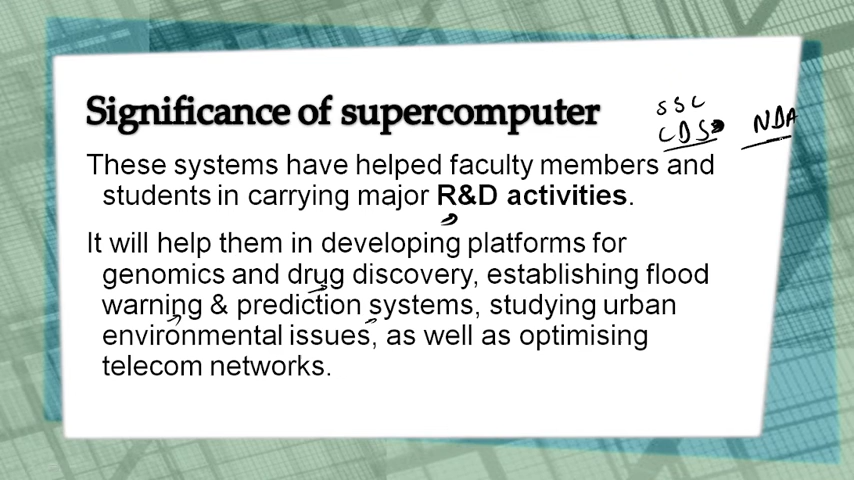 Significance of supercomputer
SSC
CDS
NDA
These systems have helped faculty members and
students in carrying major R&D activities.
It will help them in developing platforms for
genomics and drug discovery, establishing flood
warning & prediction systems, studying urban
environmental issues, as well as optimising
telecom networks.